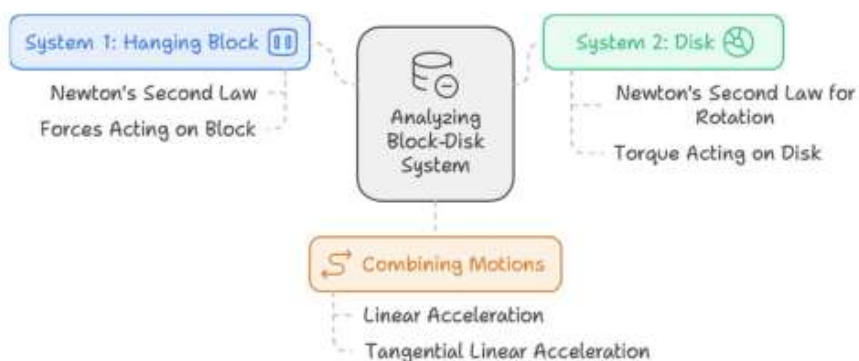 System 1: Hanging Block
Newton's Second Law
Forces Acting on Block
Analyzing
Block-Disk
System
System 2: Disk
Newton's Second Law for
Rotation
Torque Acting on Disk
Combining Motions
Linear Acceleration
Tangential Linear Acceleration